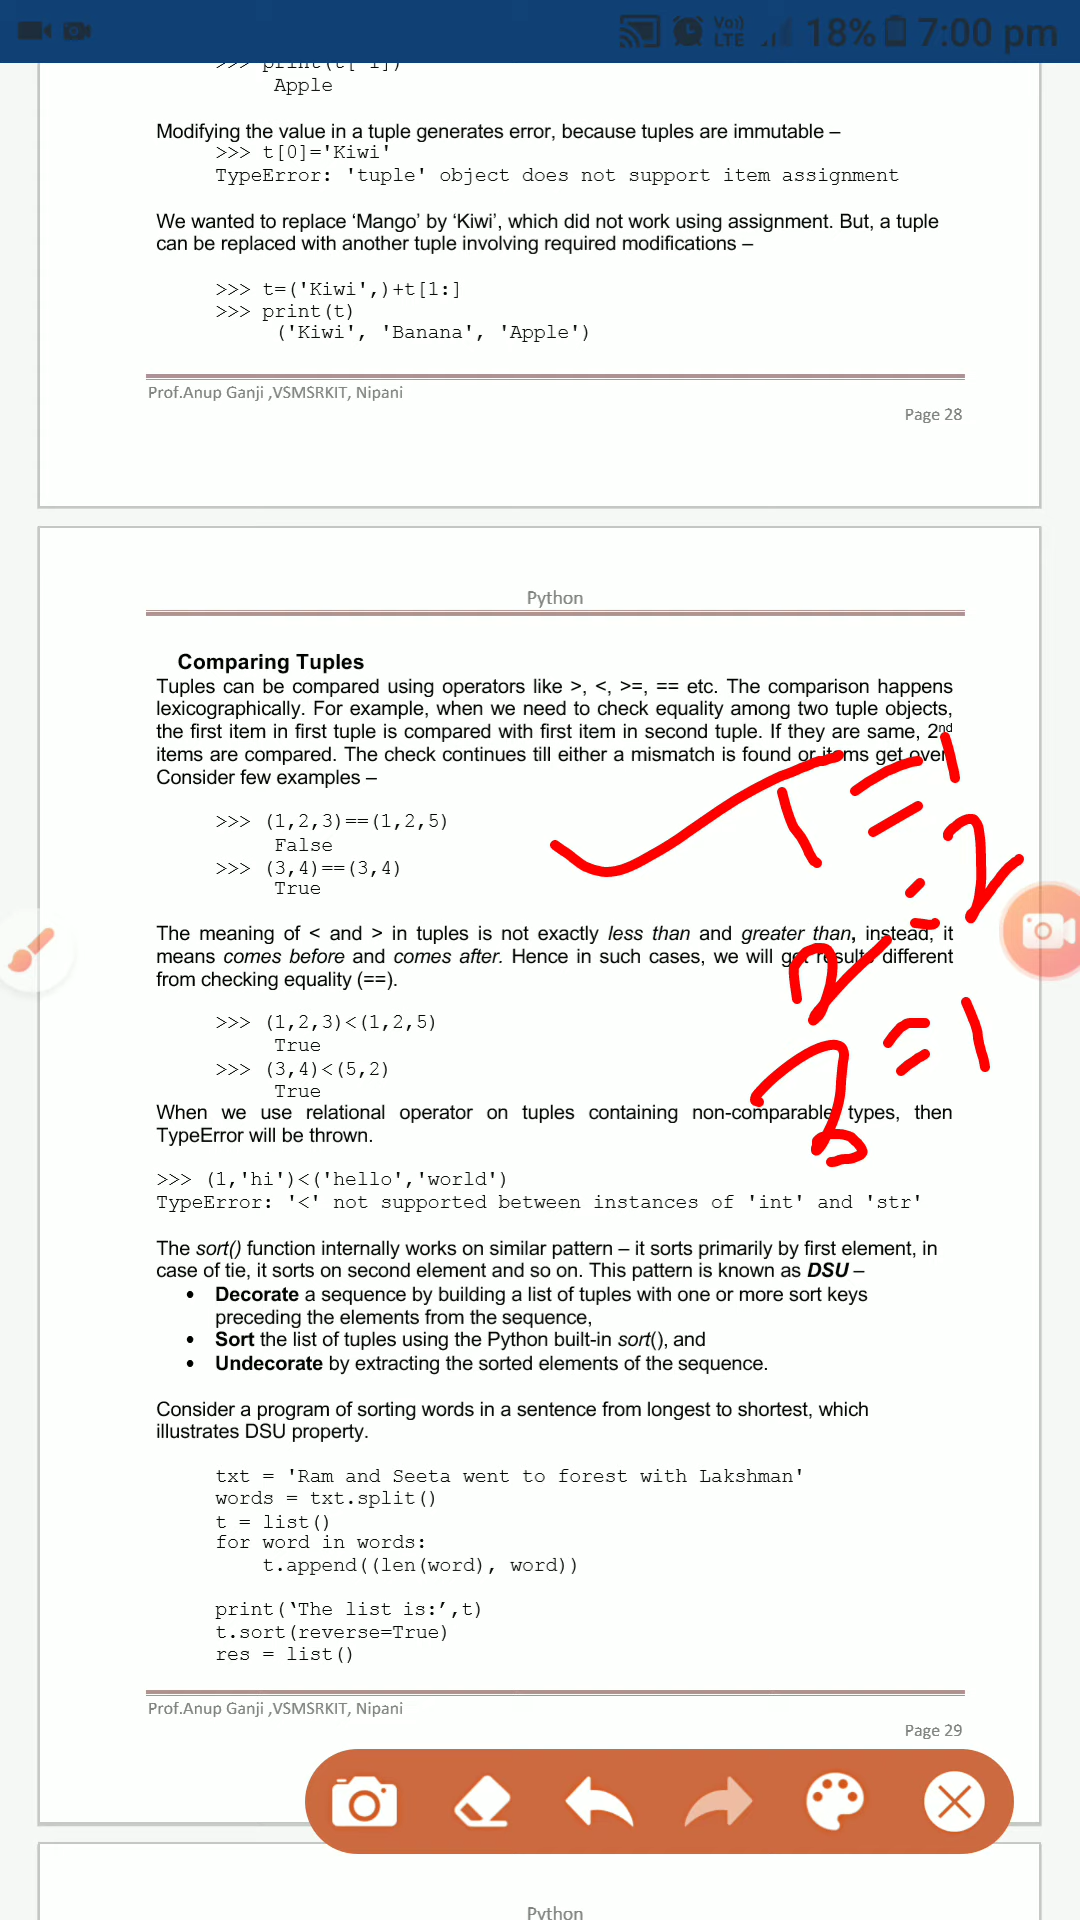 Vo))
LTE
18%
7:00 pm
>>> print(t[-1])
Apple
Modifying the value in a tuple generates error, because tuples are immutable –
>>> t[0]='Kiwi'
TypeError: 'tuple' object does not support item assignment
We wanted to replace ‘Mango’ by ‘Kiwi’, which did not work using assignment. But, a tuple
can be replaced with another tuple involving required modifications –
>>> t=('Kiwi',)+t[1:]
>>> print(t)
('Kiwi', 'Banana', 'Apple')
Prof.Anup Ganji ,VSMSRKIT, Nipani
Page 28
Python
Comparing Tuples
Tuples can be compared using operators like >, <, >=, == etc. The comparison happens
lexicographically. For example, when we need to check equality among two tuple objects,
the first item in first tuple is compared with first item in second tuple. If they are same, 2nd
items are compared. The check continues till either a mismatch is found or items get over
Consider few examples –
1 = 1
>>> (1,2,3)==(1,2,5)
False
>>> (3,4)==(3,4)
True
2 = 2
The meaning of < and > in tuples is not exactly less than and greater than, instead, it
means comes before and comes after. Hence in such cases, we will get results different
from checking equality (==).
>>> (1,2,3)<(1,2,5)
True
>>> (3,4)<(5,2)
True
When we use relational operator on tuples containing non-comparable types, then
TypeError will be thrown.
>>> (1,'hi')<('hello','world')
TypeError: '<' not supported between instances of 'int' and 'str'
The sort() function internally works on similar pattern – it sorts primarily by first element, in
case of tie, it sorts on second element and so on. This pattern is known as DSU –
• Decorate a sequence by building a list of tuples with one or more sort keys
preceding the elements from the sequence,
• Sort the list of tuples using the Python built-in sort(), and
• Undecorate by extracting the sorted elements of the sequence.
Consider a program of sorting words in a sentence from longest to shortest, which
illustrates DSU property.
txt = 'Ram and Seeta went to forest with Lakshman'
words = txt.split()
t = list()
for word in words:
t.append((len(word), word))
print(‘The list is:’,t)
t.sort(reverse=True)
res = list()
Prof.Anup Ganji ,VSMSRKIT, Nipani
Page 29
Python